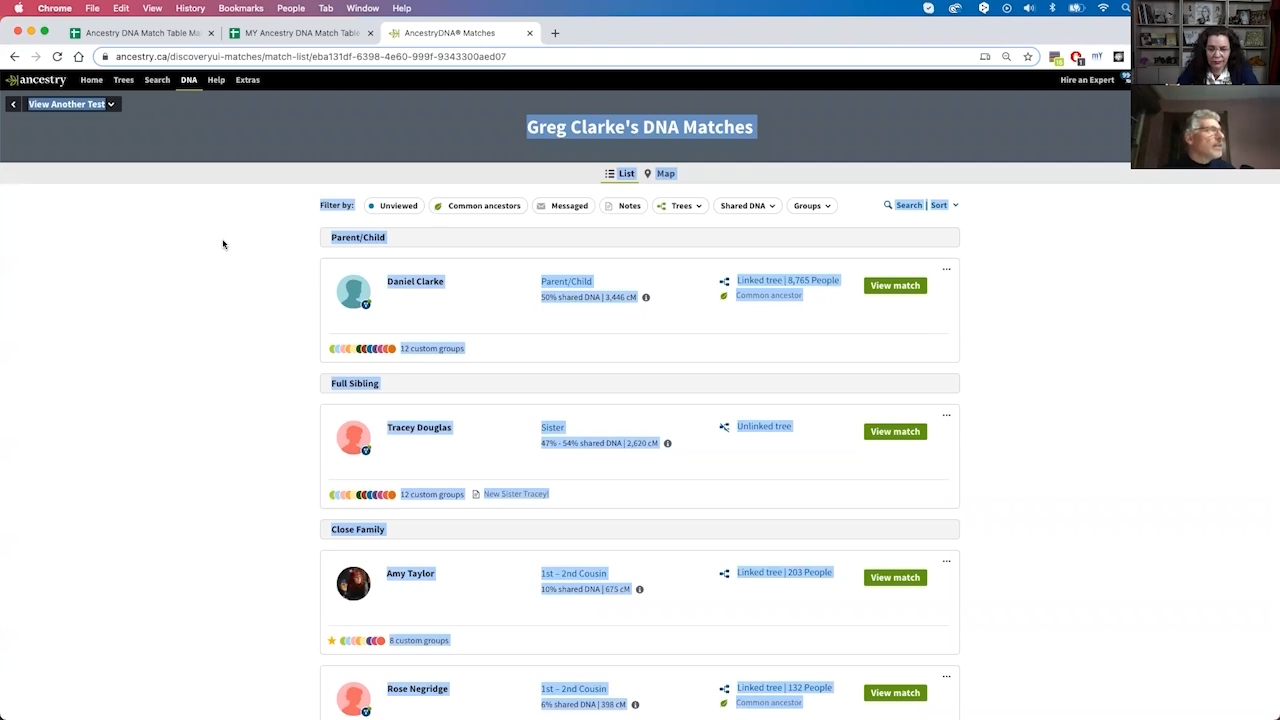 Chrome File Edit View History Bookmarks People Tab Window Help
Ancestry DNA Match Table Ma
MY Ancestry DNA Match Table
AncestryDNA® Matches
ancestry.ca/discoveryui-matches/match-list/eba131df-6398-4e60-999f-9343300aed07
ancestry Home Trees Search DNA Help Extras Hire an Expert
View Another Test
Greg Clarke's DNA Matches
List Map
Filter by: Unviewed Common ancestors Messaged Notes Trees Shared DNA Groups Search | Sort
Parent/Child
Daniel Clarke Parent/Child Linked tree | 8,765 People View match
50% shared DNA | 3,446 cM Common ancestor
12 custom groups
Full Sibling
Tracey Douglas Sister Unlinked tree View match
47% - 54% shared DNA | 2,620 cM
12 custom groups New Sister Tracey!
Close Family
Amy Taylor 1st – 2nd Cousin Linked tree | 203 People View match
10% shared DNA | 675 cM
8 custom groups
Rose Negridge 1st – 2nd Cousin Linked tree | 132 People View match
6% shared DNA | 398 cM Common ancestor